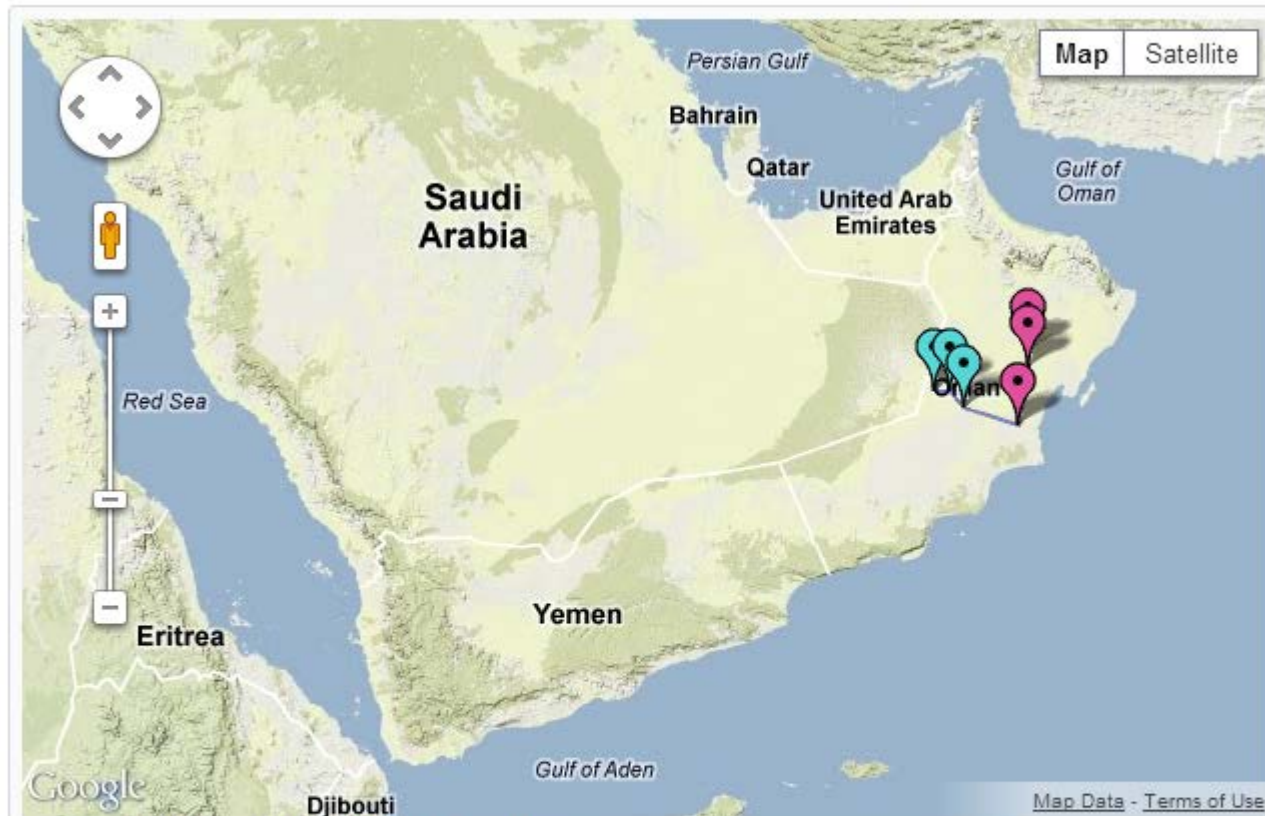 Persian Gulf
Map
Satellite
Bahrain
Qatar
Gulf of
Oman
Saudi
Arabia
United Arab
Emirates
Red Sea
Oman
Yemen
Eritrea
Gulf of Aden
Google
Djibouti
Map Data - Terms of Use